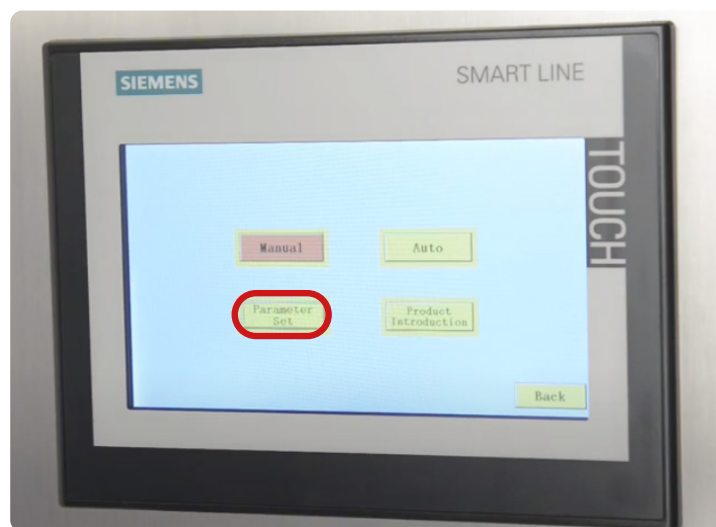 SIEMENS
SMART LINE
TOUCH
Manual
Auto
Parameter
Set
Product
Introduction
Back